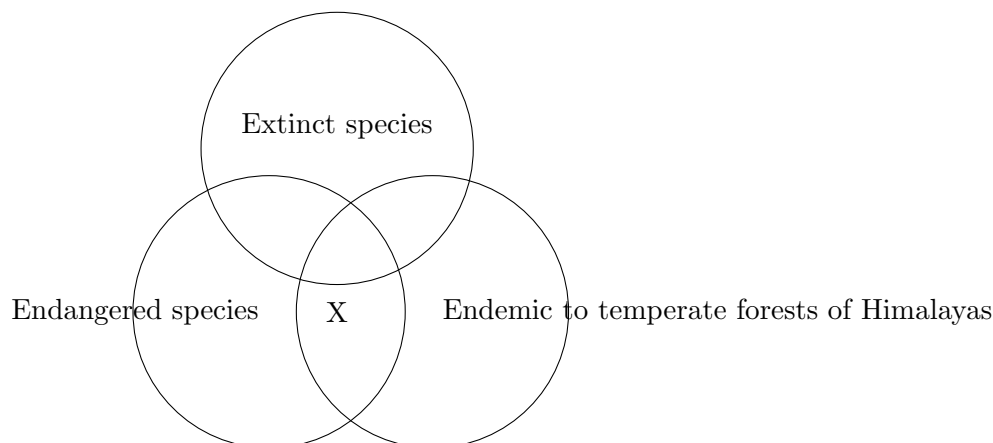 Extinct species
Endangered species
X
Endemic to temperate forests of Himalayas